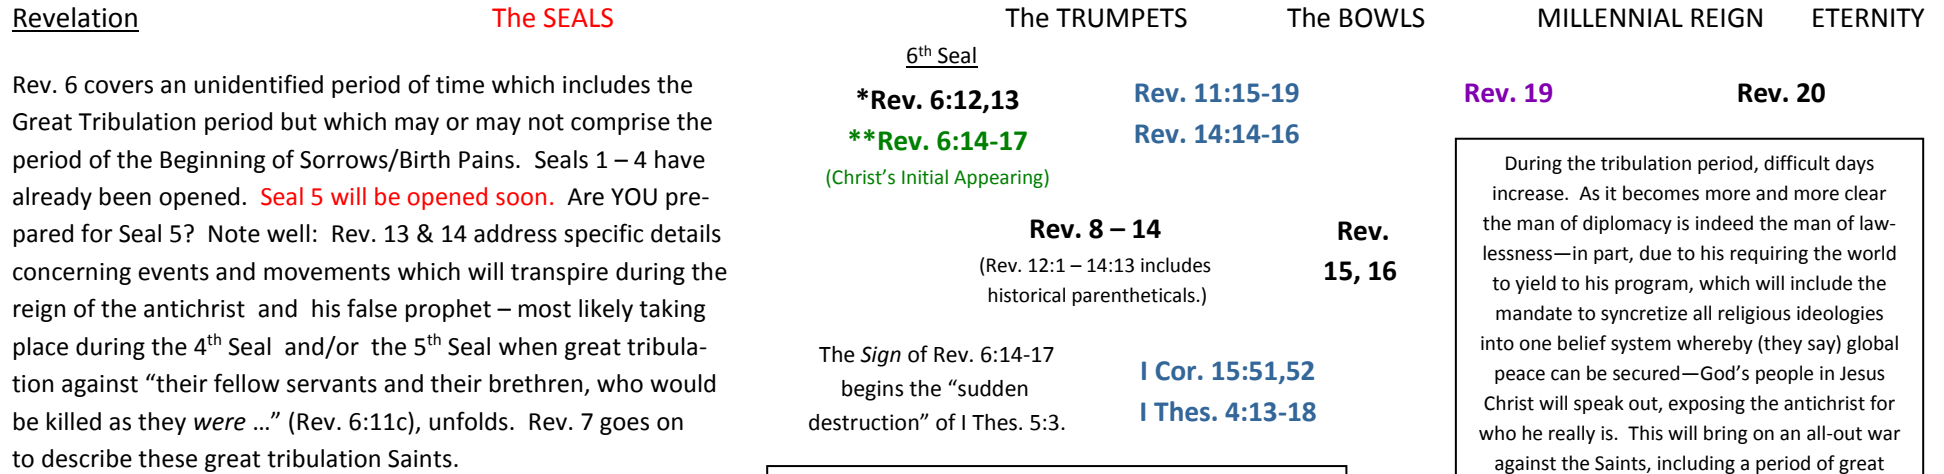 Revelation The SEALS The TRUMPETS The BOWLS MILLENNIAL REIGN ETERNITY
Rev. 6 covers an unidentified period of time which includes the
Great Tribulation period but which may or may not comprise the
period of the Beginning of Sorrows/Birth Pains. Seals 1 – 4 have
already been opened. Seal 5 will be opened soon. Are YOU pre-
pared for Seal 5? Note well: Rev. 13 & 14 address specific details
concerning events and movements which will transpire during the
reign of the antichrist and his false prophet – most likely taking
place during the 4th Seal and/or the 5th Seal when great tribula-
tion against “their fellow servants and their brethren, who would
be killed as they were …” (Rev. 6:11c), unfolds. Rev. 7 goes on
to describe these great tribulation Saints.
6th Seal
*Rev. 6:12,13
**Rev. 6:14-17
(Christ’s Initial Appearing)
Rev. 11:15-19
Rev. 14:14-16
Rev. 8 – 14
(Rev. 12:1 – 14:13 includes
historical parentheticals.)
Rev.
15, 16
The Sign of Rev. 6:14-17
begins the “sudden
destruction” of I Thes. 5:3.
I Cor. 15:51,52
I Thes. 4:13-18
Rev. 19
Rev. 20
During the tribulation period, difficult days
increase. As it becomes more and more clear
the man of diplomacy is indeed the man of law-
lessness—in part, due to his requiring the world
to yield to his program, which will include the
mandate to syncretize all religious ideologies
into one belief system whereby (they say) global
peace can be secured—God’s people in Jesus
Christ will speak out, exposing the antichrist for
who he really is. This will bring on an all-out war
against the Saints, including a period of great